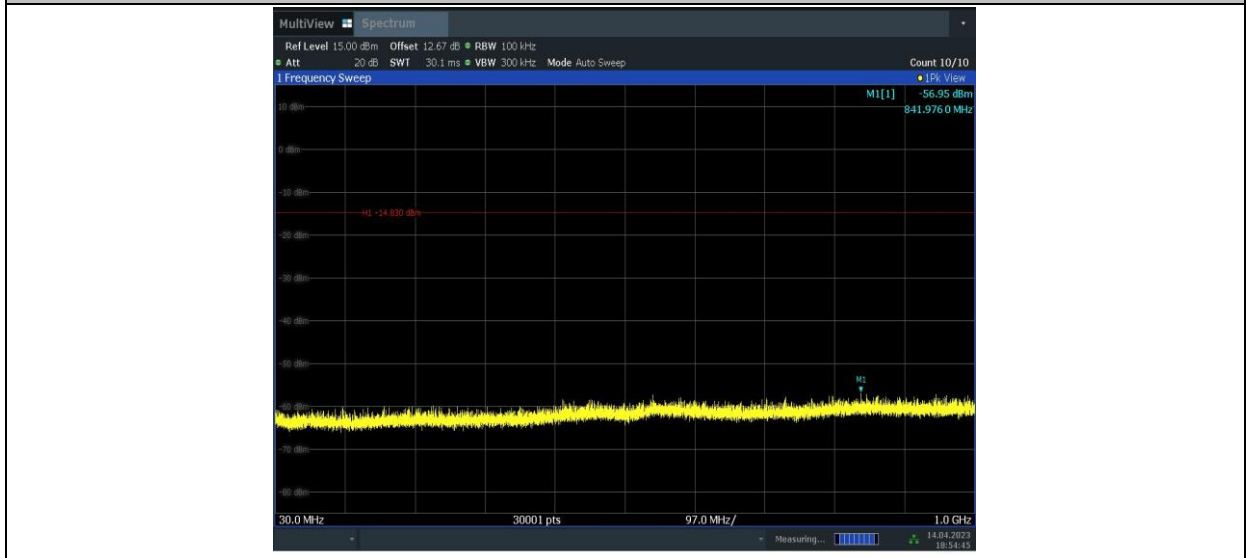 MultiView Spectrum
Ref Level 15.00 dBm Offset 12.67 dB RBW 100 kHz
Att 20 dB SWT 30.1 ms VBW 300 kHz Mode Auto Sweep Count 10/10
1 Frequency Sweep 1Pk View
M1[1] -56.95 dBm
841.9760 MHz
10 dBm
0 dBm
-10 dBm
H1 -14.830 dBm
-20 dBm
-30 dBm
-40 dBm
-50 dBm
M1
-60 dBm
-70 dBm
-80 dBm
30.0 MHz 30001 pts 97.0 MHz/ 1.0 GHz
Measuring... 14.04.2023
18:54:45